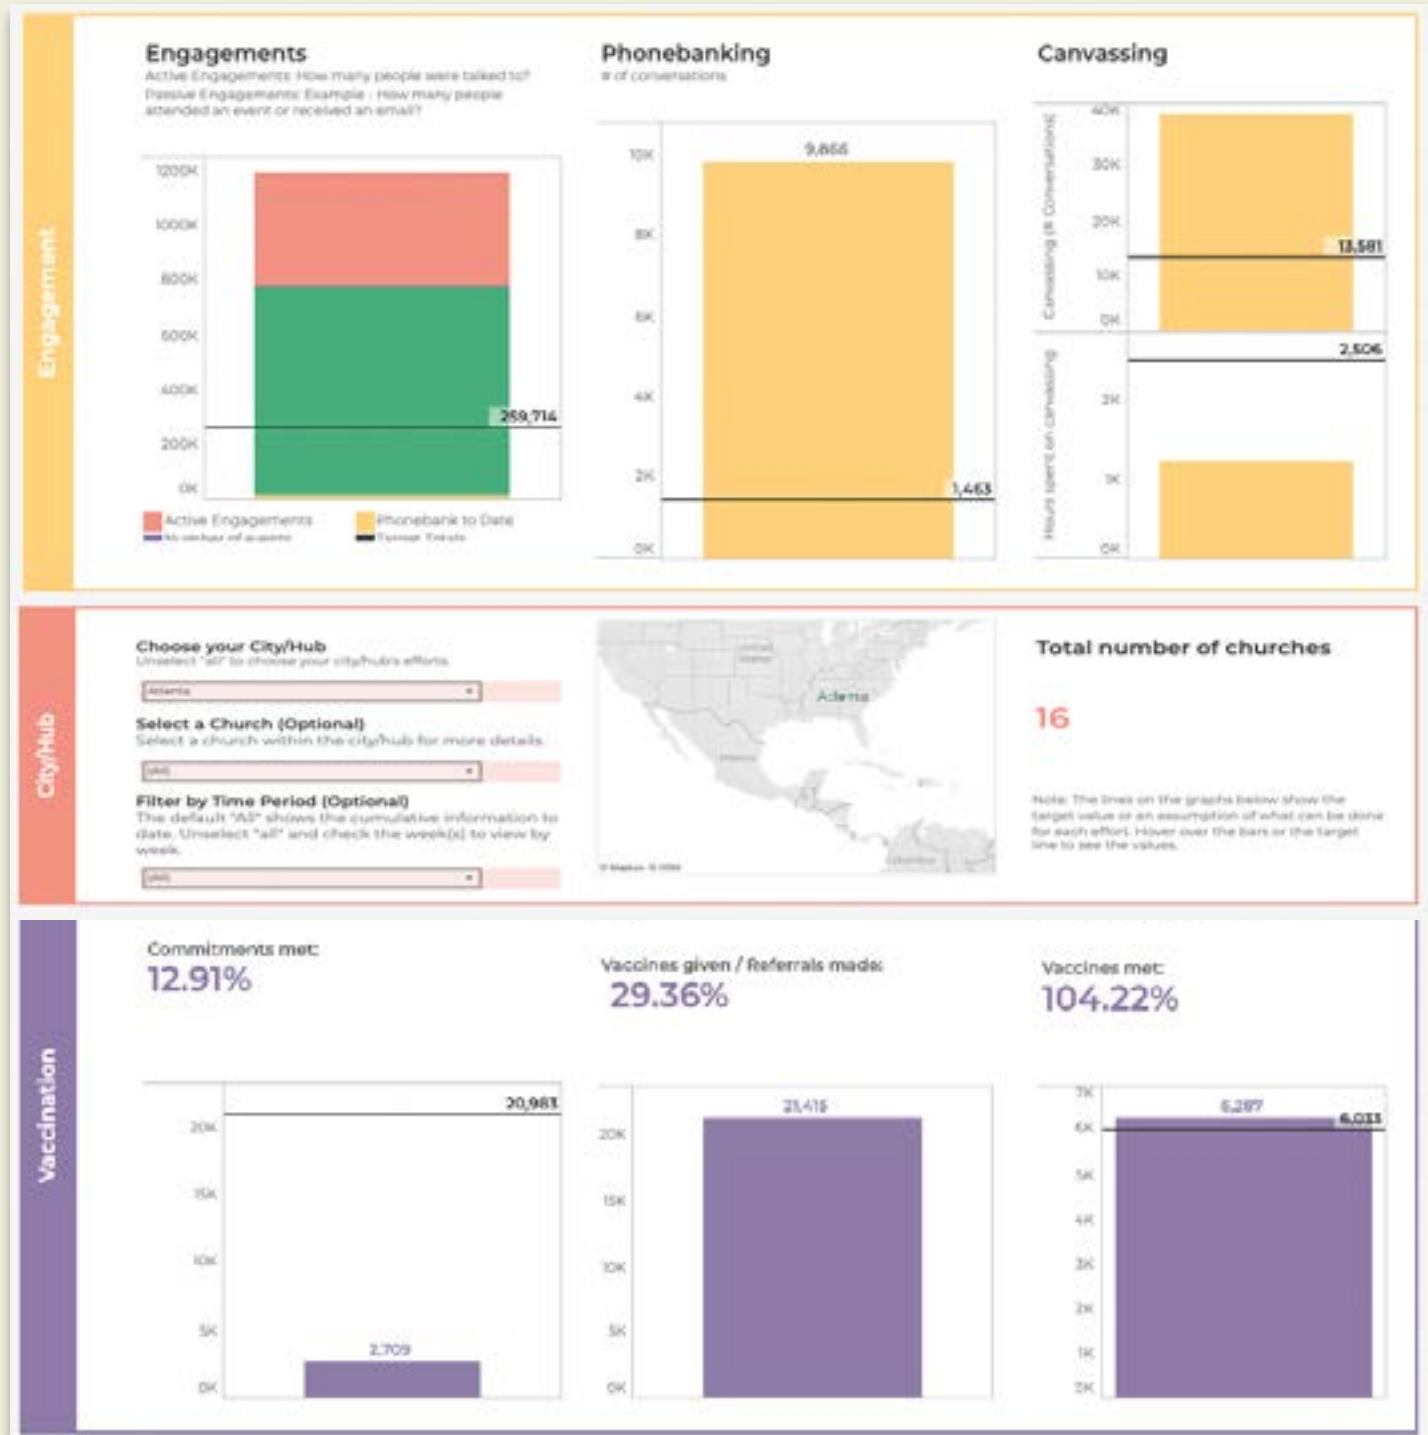 Engagement
Engagements
Active Engagements: How many people were talked to?
Passive Engagements: Example - How many people
attended an event or received an email?
1200K
1000K
800K
600K
400K
200K
0K
259,714
Active Engagements
Phonebank to Date
Phonebanking
# of conversations
10K
8K
6K
4K
2K
0K
1,463
Canvassing
Canvassing (# Conversations)
40K
30K
20K
10K
0K
13,581
Hours spent on canvassing
2K
1K
0K
2,506
City/Hub
Choose your City/Hub
Unselect "all" to choose your city/hub's efforts.
Atlanta
Select a Church (Optional)
Select a church within the city/hub for more details.
Filter by Time Period (Optional)
The default "All" shows the cumulative information to
date. Unselect "all" and check the week(s) to view by
week.
United
States
Atlanta
Mexico
Total number of churches
16
Note: The lines on the graphs below show the
target value or an assumption of what can be done
for each effort. Hover over the bars or the target
line to see the values.
Vaccination
Commitments met:
12.91%
20K
15K
10K
5K
0K
20,983
2,709
Vaccines given / Referrals made:
29.36%
20K
15K
10K
5K
0K
21,415
Vaccines met:
104.22%
7K
6K
5K
4K
3K
2K
1K
0K
6,287
6,033